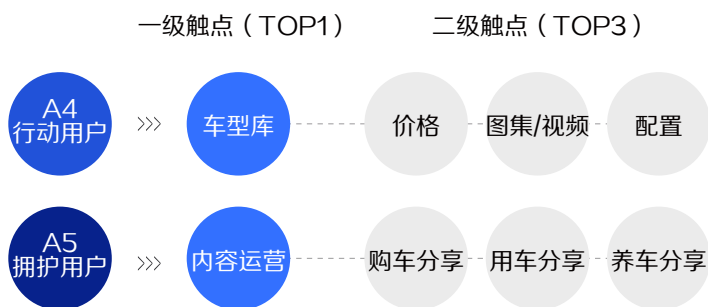 一级触点（TOP1） 二级触点（TOP3）
A4
行动用户 >>> 车型库 价格 图集/视频 配置
A5
拥护用户 >>> 内容运营 购车分享 用车分享 养车分享